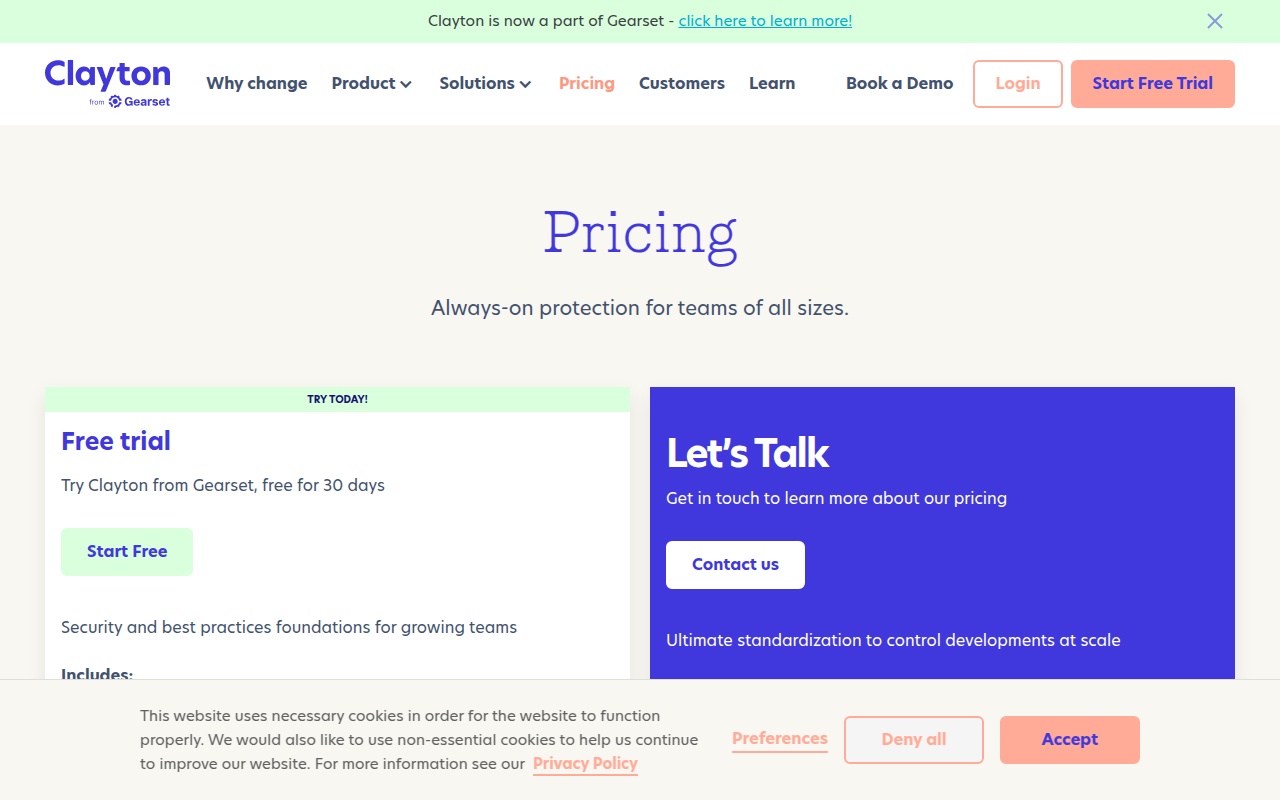 Clayton is now a part of Gearset - click here to learn more!
Clayton
from Gearset
Why change
Product
Solutions
Pricing
Customers
Learn
Book a Demo
Login
Start Free Trial
Pricing
Always-on protection for teams of all sizes.
TRY TODAY!
Free trial
Try Clayton from Gearset, free for 30 days
Start Free
Security and best practices foundations for growing teams
Includes:
Let's Talk
Get in touch to learn more about our pricing
Contact us
Ultimate standardization to control developments at scale
This website uses necessary cookies in order for the website to function
properly. We would also like to use non-essential cookies to help us continue
to improve our website. For more information see our Privacy Policy
Preferences
Deny all
Accept